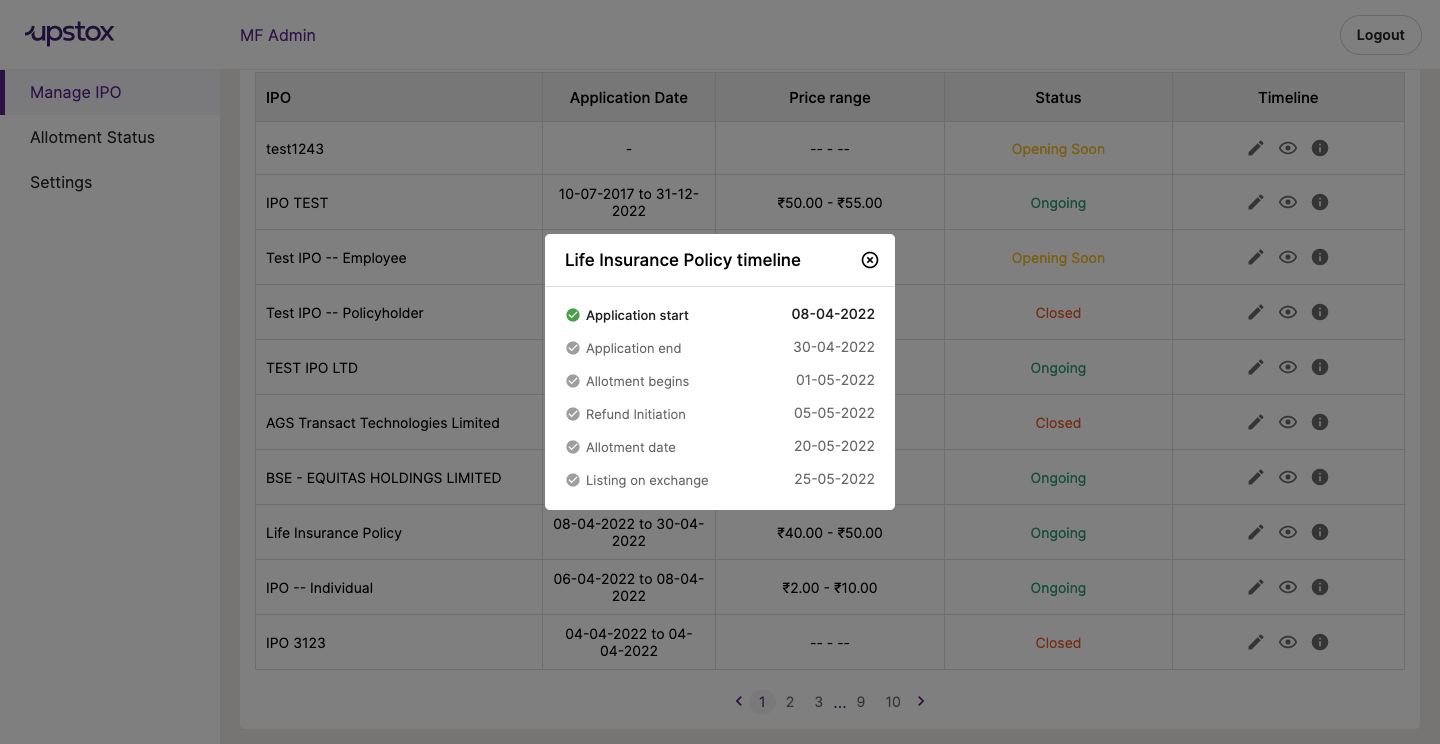 upstox
MF Admin
Logout
Manage IPO
Allotment Status
Settings
IPO Application Date Price range Status Timeline
test1243 - -- - -- Opening Soon
IPO TEST 10-07-2017 to 31-12-
2022 ₹50.00 - ₹55.00 Ongoing
Test IPO -- Employee Opening Soon
Test IPO -- Policyholder Closed
TEST IPO LTD Ongoing
AGS Transact Technologies Limited Closed
BSE - EQUITAS HOLDINGS LIMITED Ongoing
Life Insurance Policy timeline
Application start 08-04-2022
Application end 30-04-2022
Allotment begins 01-05-2022
Refund Initiation 05-05-2022
Allotment date 20-05-2022
Listing on exchange 25-05-2022
Life Insurance Policy 08-04-2022 to 30-04-
2022 ₹40.00 - ₹50.00 Ongoing
IPO -- Individual 06-04-2022 to 08-04-
2022 ₹2.00 - ₹10.00 Ongoing
IPO 3123 04-04-2022 to 04-
04-2022 -- - -- Closed
1 2 3 ... 9 10